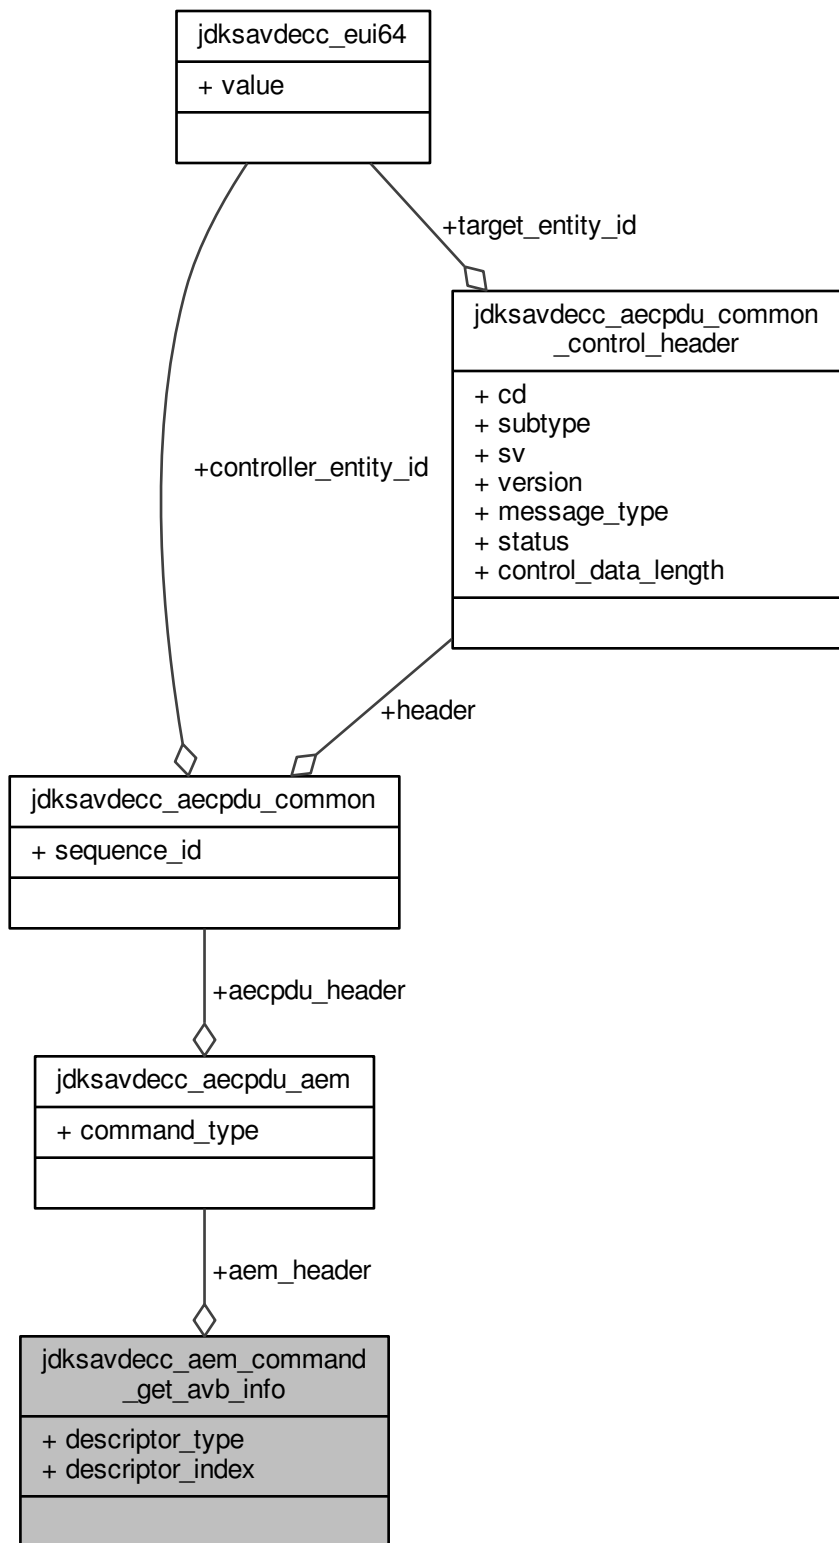 jdksavdecc_eui64
+ value
+target_entity_id
jdksavdecc_aecpdu_common
_control_header
+ cd
+ subtype
+ sv
+ version
+ message_type
+ status
+ control_data_length
+controller_entity_id
+header
jdksavdecc_aecpdu_common
+ sequence_id
+aecpdu_header
jdksavdecc_aecpdu_aem
+ command_type
+aem_header
jdksavdecc_aem_command
_get_avb_info
+ descriptor_type
+ descriptor_index